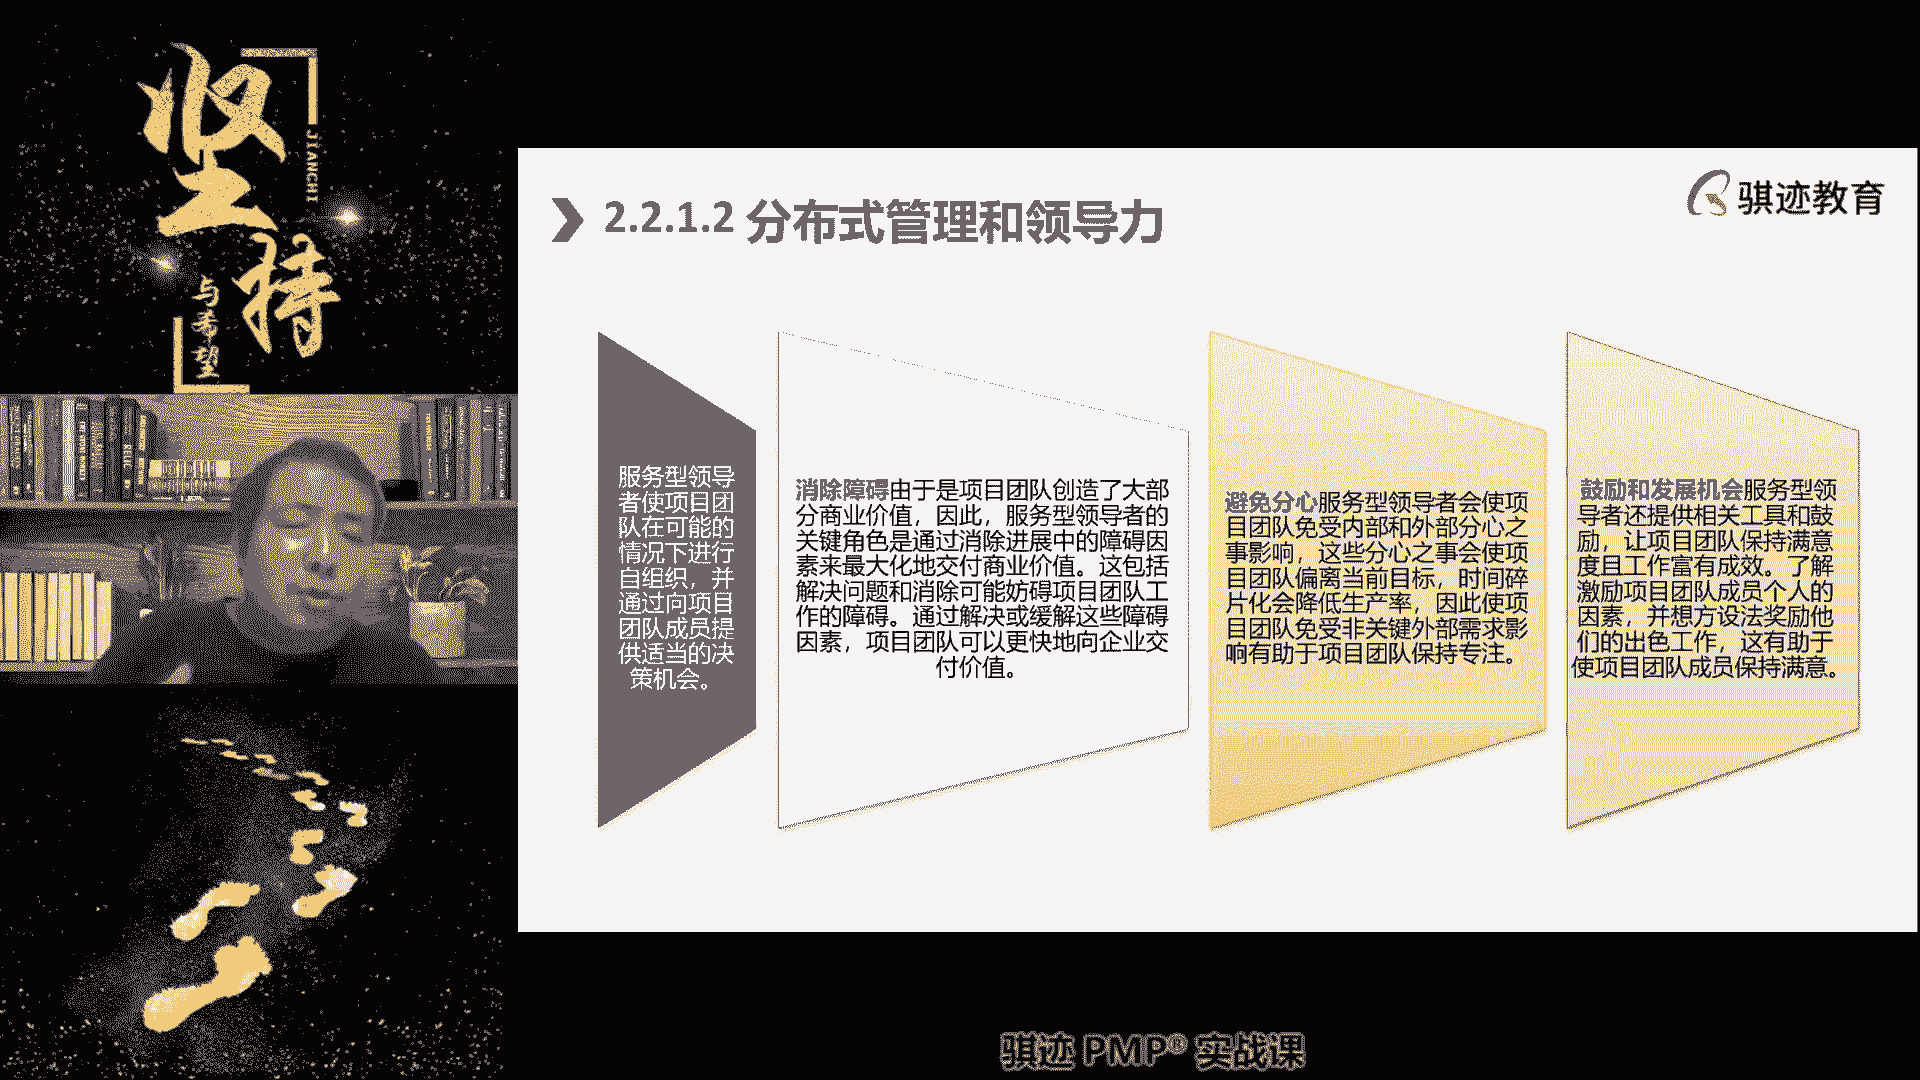 坚持
JIANCHI
与希望
骐迹教育
2.2.1.2 分布式管理和领导力
服务型领导
者使项目团
队在可能的
情况下进行
自组织，并
通过向项目
团队成员提
供适当的决
策机会。
消除障碍由于是项目团队创造了大部
分商业价值，因此，服务型领导者的
关键角色是通过消除进展中的障碍因
素来最大化地交付商业价值。这包括
解决问题和消除可能妨碍项目团队工
作的障碍。通过解决或缓解这些障碍
因素，项目团队可以更快地向企业交
付价值。
避免分心服务型领导者会使项
目团队免受内部和外部分心之
事影响，这些分心之事会使项
目团队偏离当前目标，时间碎
片化会降低生产率，因此使项
目团队免受非关键外部需求影
响有助于项目团队保持专注。
鼓励和发展机会服务型领
导者还提供相关工具和鼓
励，让项目团队保持满意
度且工作富有成效。了解
激励项目团队成员个人的
因素，并想方设法奖励他
们的出色工作，这有助于
使项目团队成员保持满意。
骐迹 PMP® 实战课